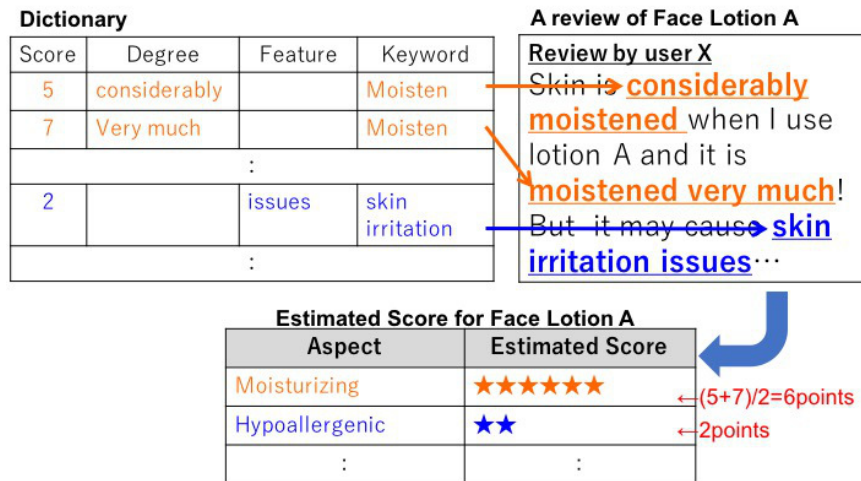 Dictionary
A review of Face Lotion A
Score Degree Feature Keyword
5 considerably Moisten
7 Very much Moisten
:
2 issues skin
irritation
:
Review by user X
Skin is considerably
moistened when I use
lotion A and it is
moistened very much!
But it may cause skin
irritation issues…
Estimated Score for Face Lotion A
Aspect Estimated Score
Moisturizing ★★★★★★
←(5+7)/2=6points
Hypoallergenic ★★
←2points
: :